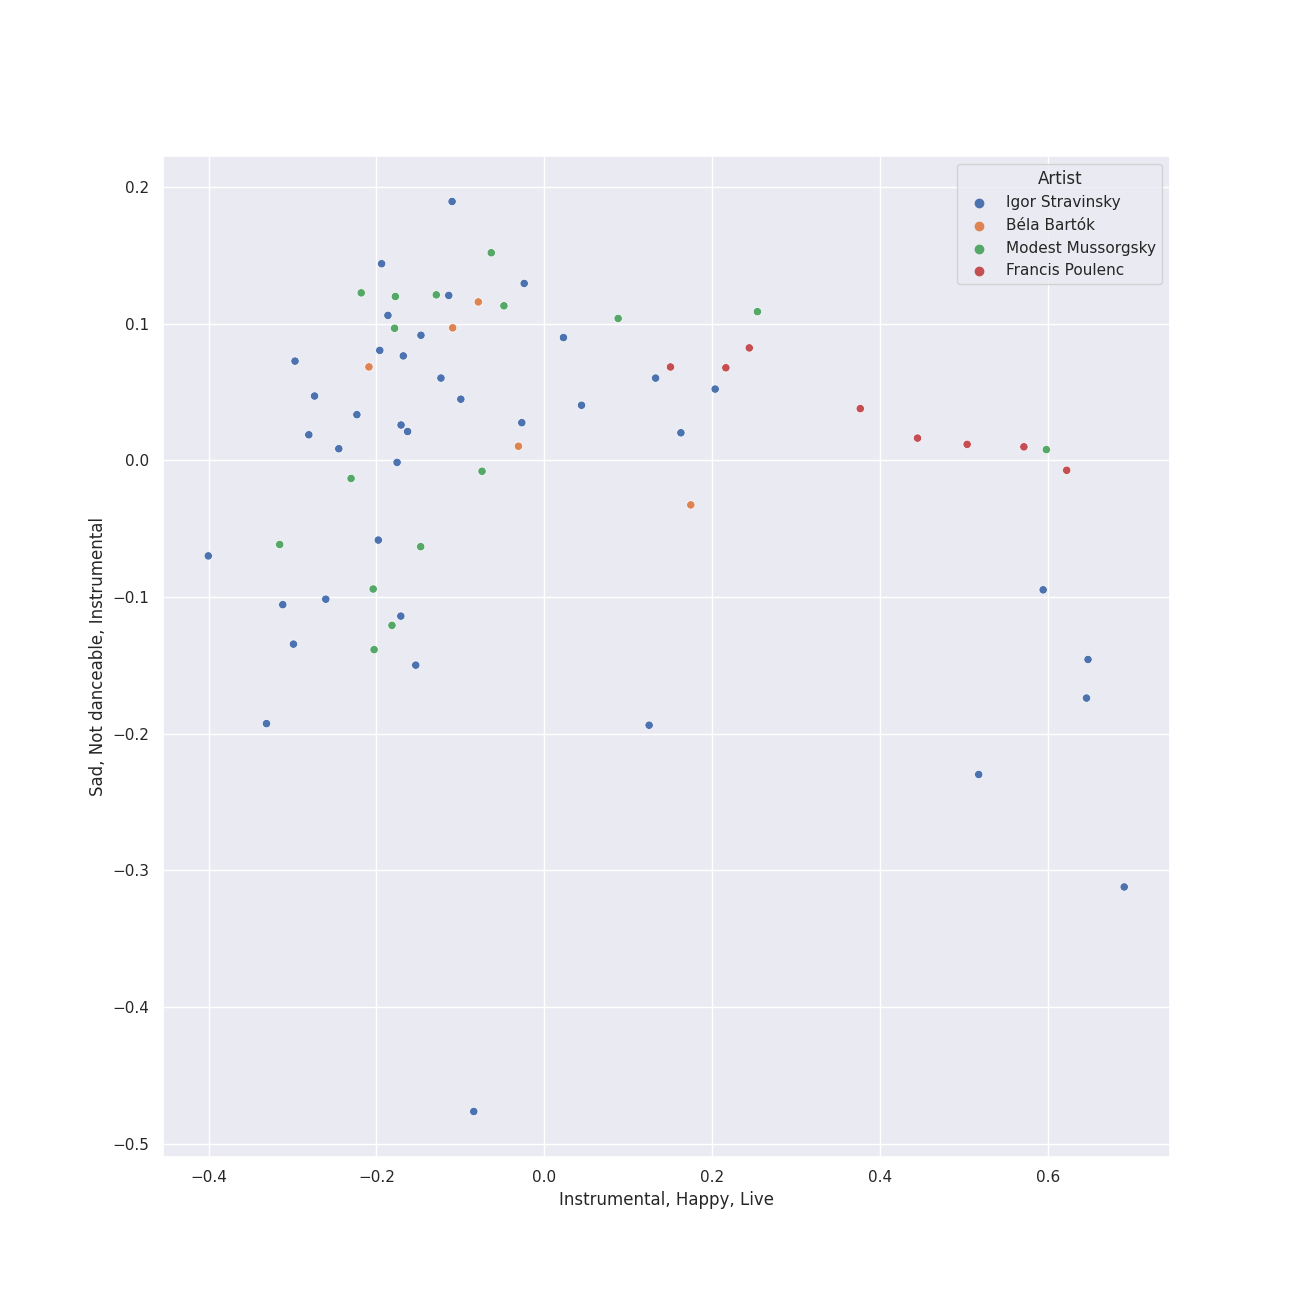 Artist
Igor Stravinsky
Béla Bartók
Modest Mussorgsky
Francis Poulenc
0.2
0.1
0.0
−0.1
−0.2
−0.3
−0.4
−0.5
Sad, Not danceable, Instrumental
−0.4 −0.2 0.0 0.2 0.4 0.6
Instrumental, Happy, Live